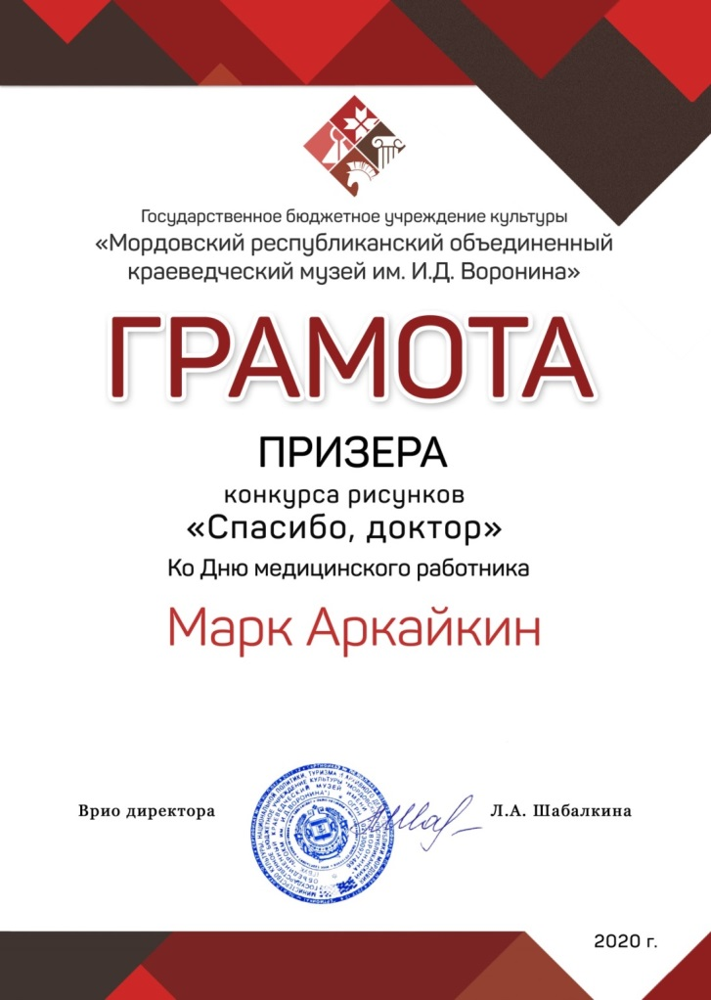 Государственное бюджетное учреждение культуры
«Мордовский республиканский объединенный
краеведческий музей им. И.Д. Воронина»
ГРАМОТА
ПРИЗЕРА
конкурса рисунков
«Спасибо, доктор»
Ко Дню медицинского работника
Марк Аркайкин
Врио директора
Л.А. Шабалкина
2020 г.